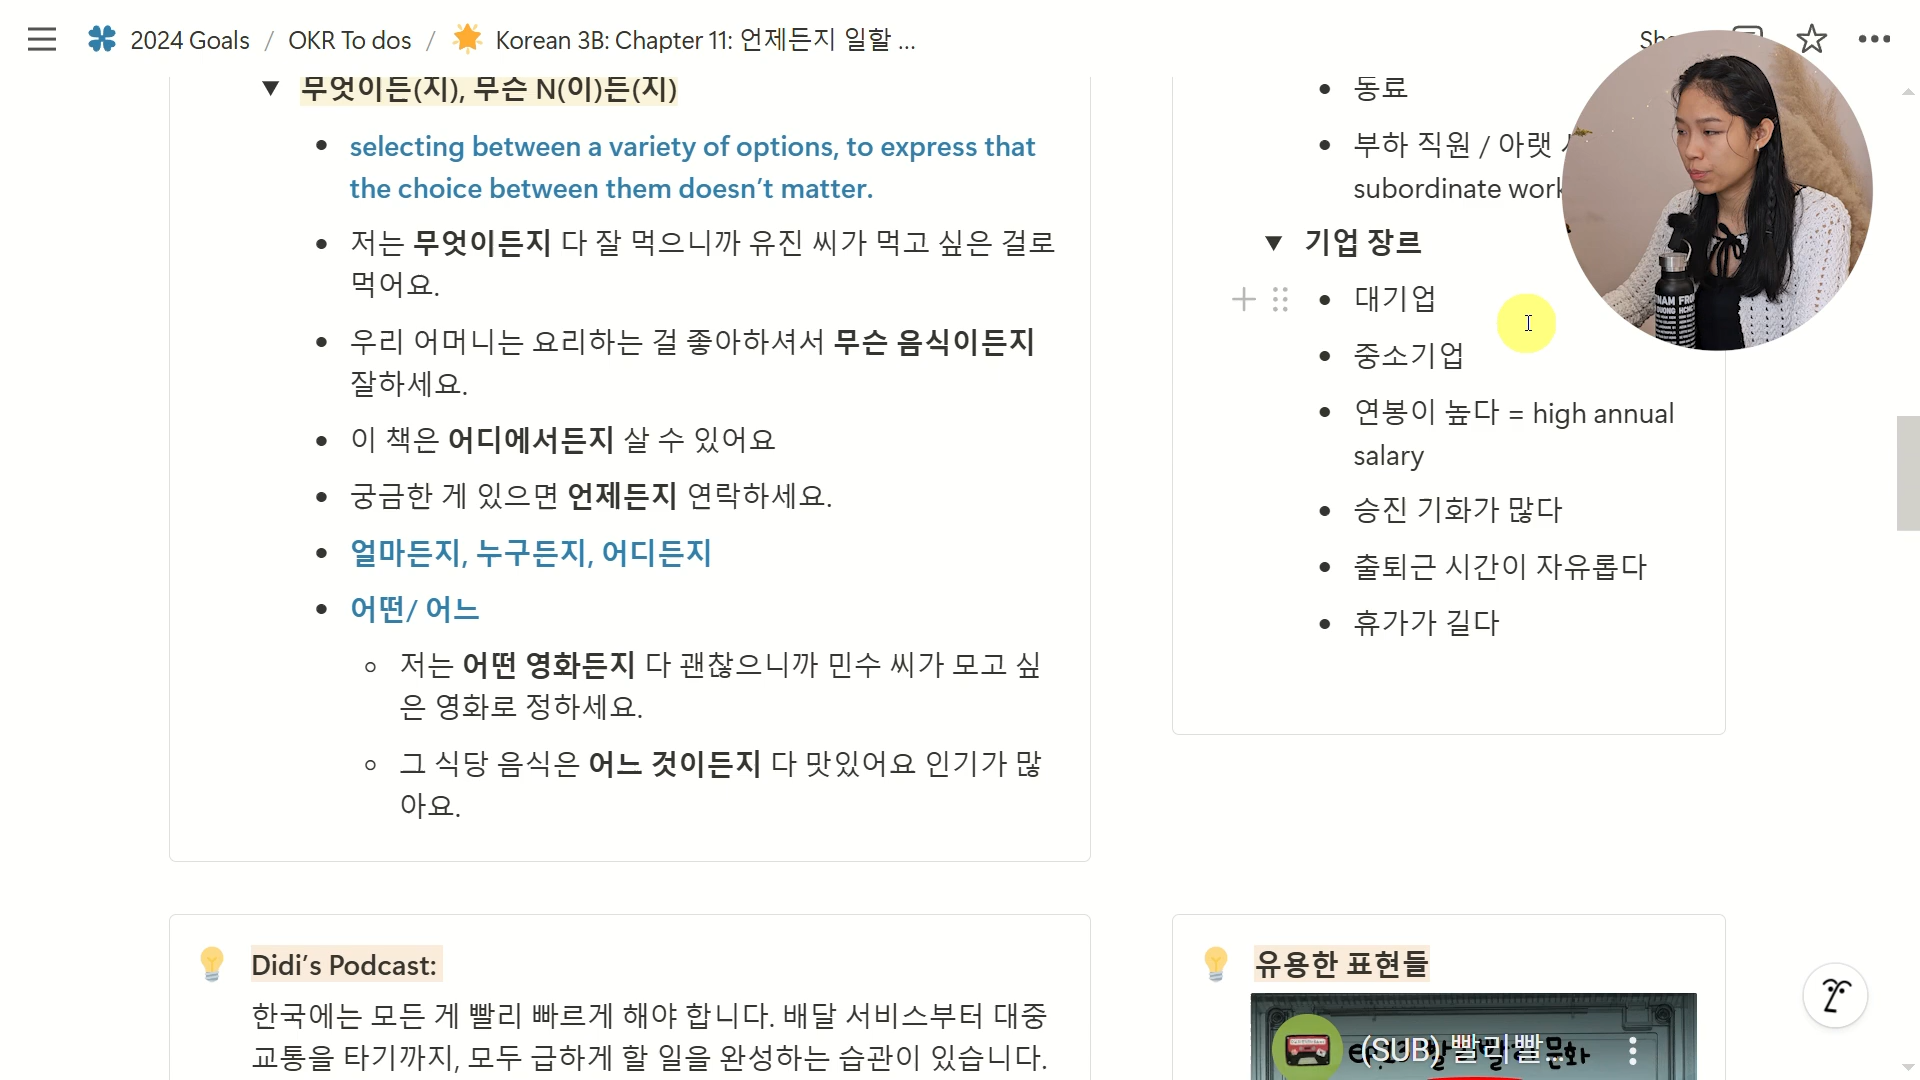 2024 Goals / OKR To dos / Korean 3B: Chapter 11: 언제든지 일할 ...
무엇이든(지), 무슨 N(이)든(지)
selecting between a variety of options, to express that
the choice between them doesn't matter.
저는 무엇이든지 다 잘 먹으니까 유진 씨가 먹고 싶은 걸로
먹어요.
우리 어머니는 요리하는 걸 좋아하셔서 무슨 음식이든지
잘하세요.
이 책은 어디에서든지 살 수 있어요
궁금한 게 있으면 언제든지 연락하세요.
얼마든지, 누구든지, 어디든지
어떤/ 어느
저는 어떤 영화든지 다 괜찮으니까 민수 씨가 모고 싶
은 영화로 정하세요.
그 식당 음식은 어느 것이든지 다 맛있어요 인기가 많
아요.
동료
부하 직원 / 아랫
subordinate
기업 장르
대기업
중소기업
연봉이 높다 = high annual
salary
승진 기화가 많다
출퇴근 시간이 자유롭다
휴가가 길다
Didi's Podcast:
한국에는 모든 게 빨리 빠르게 해야 합니다. 배달 서비스부터 대중
교통을 타기까지, 모두 급하게 할 일을 완성하는 습관이 있습니다.
유용한 표현들
(SUB) 빨리빨...
문화